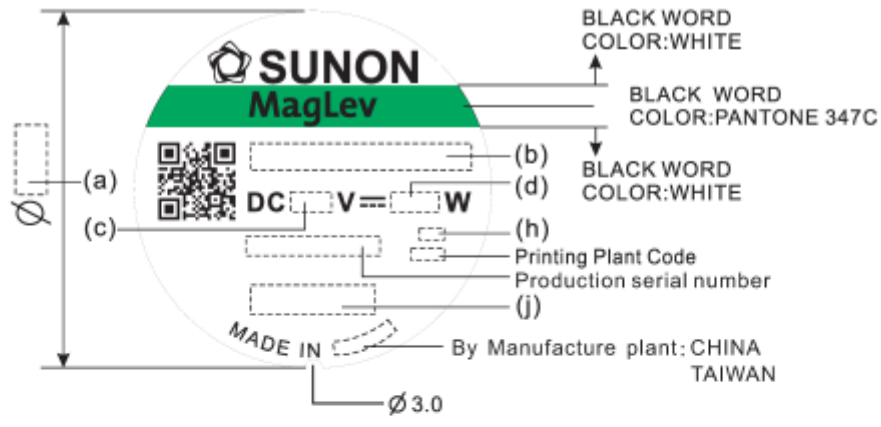 BLACK WORD
COLOR:WHITE
SUNON
MagLev
BLACK WORD
COLOR:PANTONE 347C
(a)
(b)
BLACK WORD
COLOR:WHITE
(d)
DC V W
Ø
(c)
(h)
Printing Plant Code
Production serial number
(j)
MADE IN
By Manufacture plant: CHINA
TAIWAN
Ø 3.0